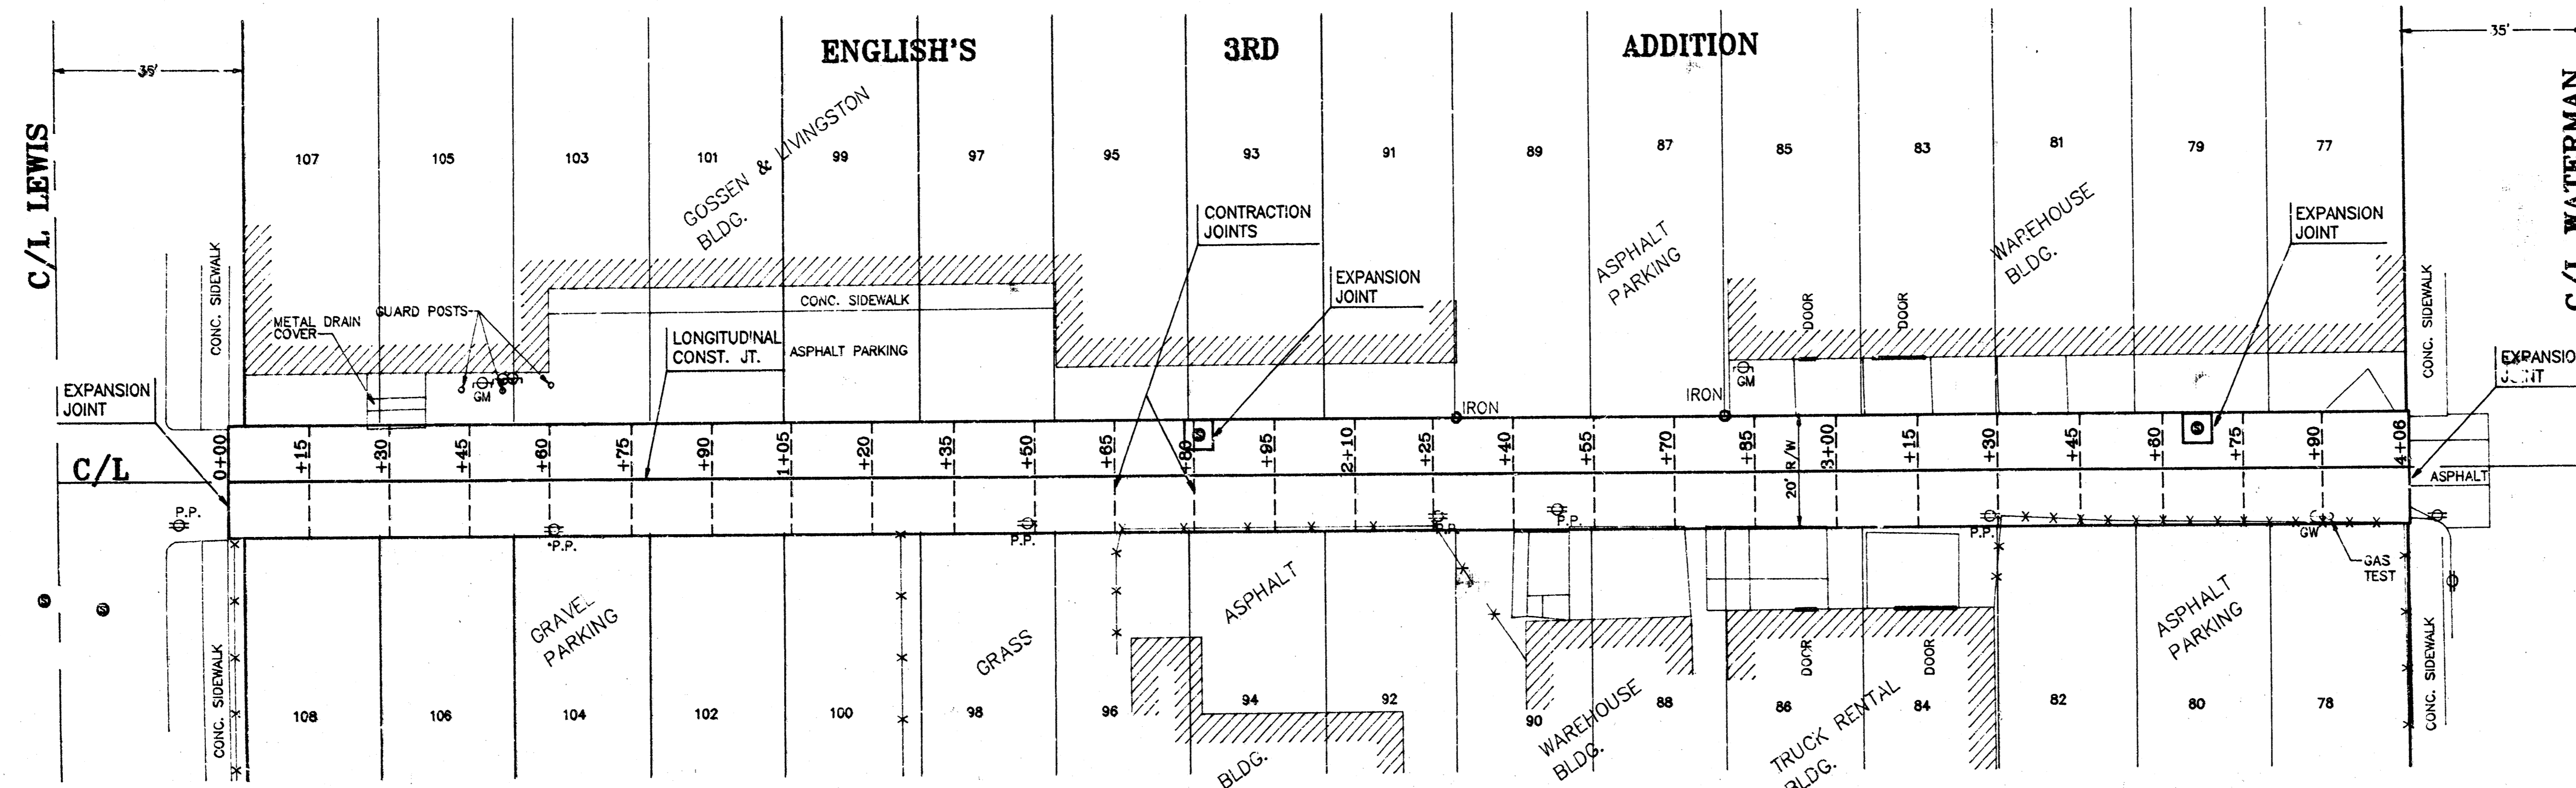 ENGLISH'S 3RD ADDITION
35'
35'
C/L LEWIS
C/L WATERMAN
107 105 103 101 99 97 95 93 91 89 87 85 83 81 79 77
GOSSEN & LIVINGSTON
BLDG.
CONTRACTION
JOINTS
EXPANSION
JOINT
ASPHALT
PARKING
WAREHOUSE
BLDG.
EXPANSION
JOINT
CONC. SIDEWALK
METAL DRAIN
COVER
GUARD POSTS
GM
CONC. SIDEWALK
LONGITUDINAL
CONST. JT.
ASPHALT PARKING
DOOR
DOOR
GM
CONC. SIDEWALK
EXPANSION
JOINT
IRON
IRON
C/L
0+00 +15 +30 +45 +60 +75 +90 1+05 +20 +35 +50 +65 +80 +95 2+10 +25 +40 +55 +70 +85 3+00 +15 +30 +45 +60 +75 +90 4+06
S
S
20' R/W
ASPHALT
EXPANSIO
JOINT
P.P.
P.P.
P.P.
P.P.
P.P.
P.P.
GW
GAS
TEST
S
S
CONC. SIDEWALK
GRAVEL
PARKING
GRASS
ASPHALT
BLDG.
WAREHOUSE
BLDG.
DOOR
DOOR
TRUCK RENTAL
BLDG.
ASPHALT
PARKING
CONC. SIDEWALK
108 106 104 102 100 98 96 94 92 90 88 86 84 82 80 78